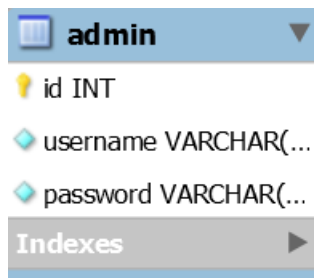 admin
id INT
username VARCHAR(...
password VARCHAR(...
Indexes